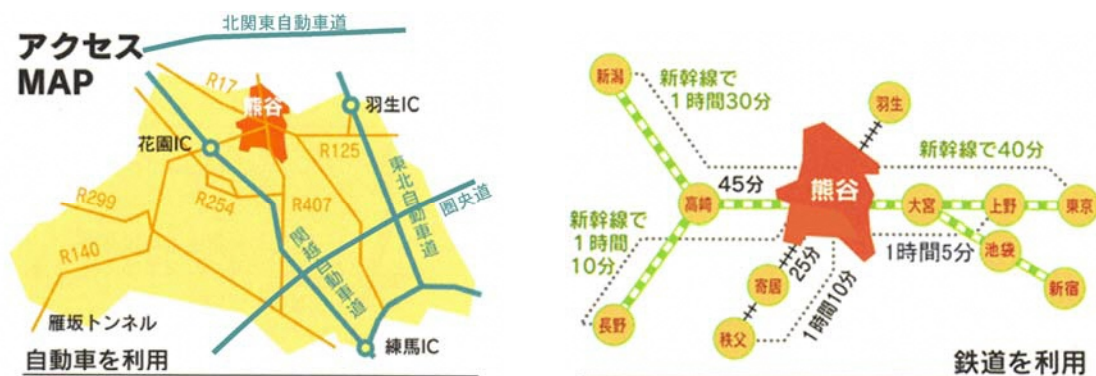 アクセス
MAP
北関東自動車道
R17
熊谷
羽生IC
花園IC
R125
東北自動車道
圏央道
R299
R254
R407
R140
関越自動車道
雁坂トンネル
練馬IC
自動車を利用
新潟
新幹線で
1時間30分
羽生
新幹線で40分
45分
熊谷
高崎
大宮
上野
東京
新幹線で
1時間
10分
25分
1時間5分
池袋
寄居
1時間10分
新宿
長野
秩父
鉄道を利用